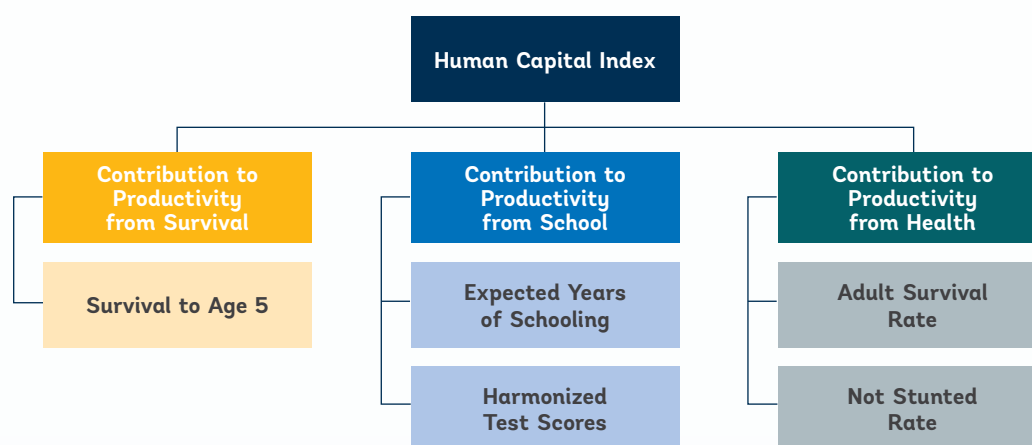 Human Capital Index
Contribution to
Productivity
from Survival
Contribution to
Productivity
from School
Contribution to
Productivity
from Health
Survival to Age 5
Expected Years
of Schooling
Adult Survival
Rate
Harmonized
Test Scores
Not Stunted
Rate